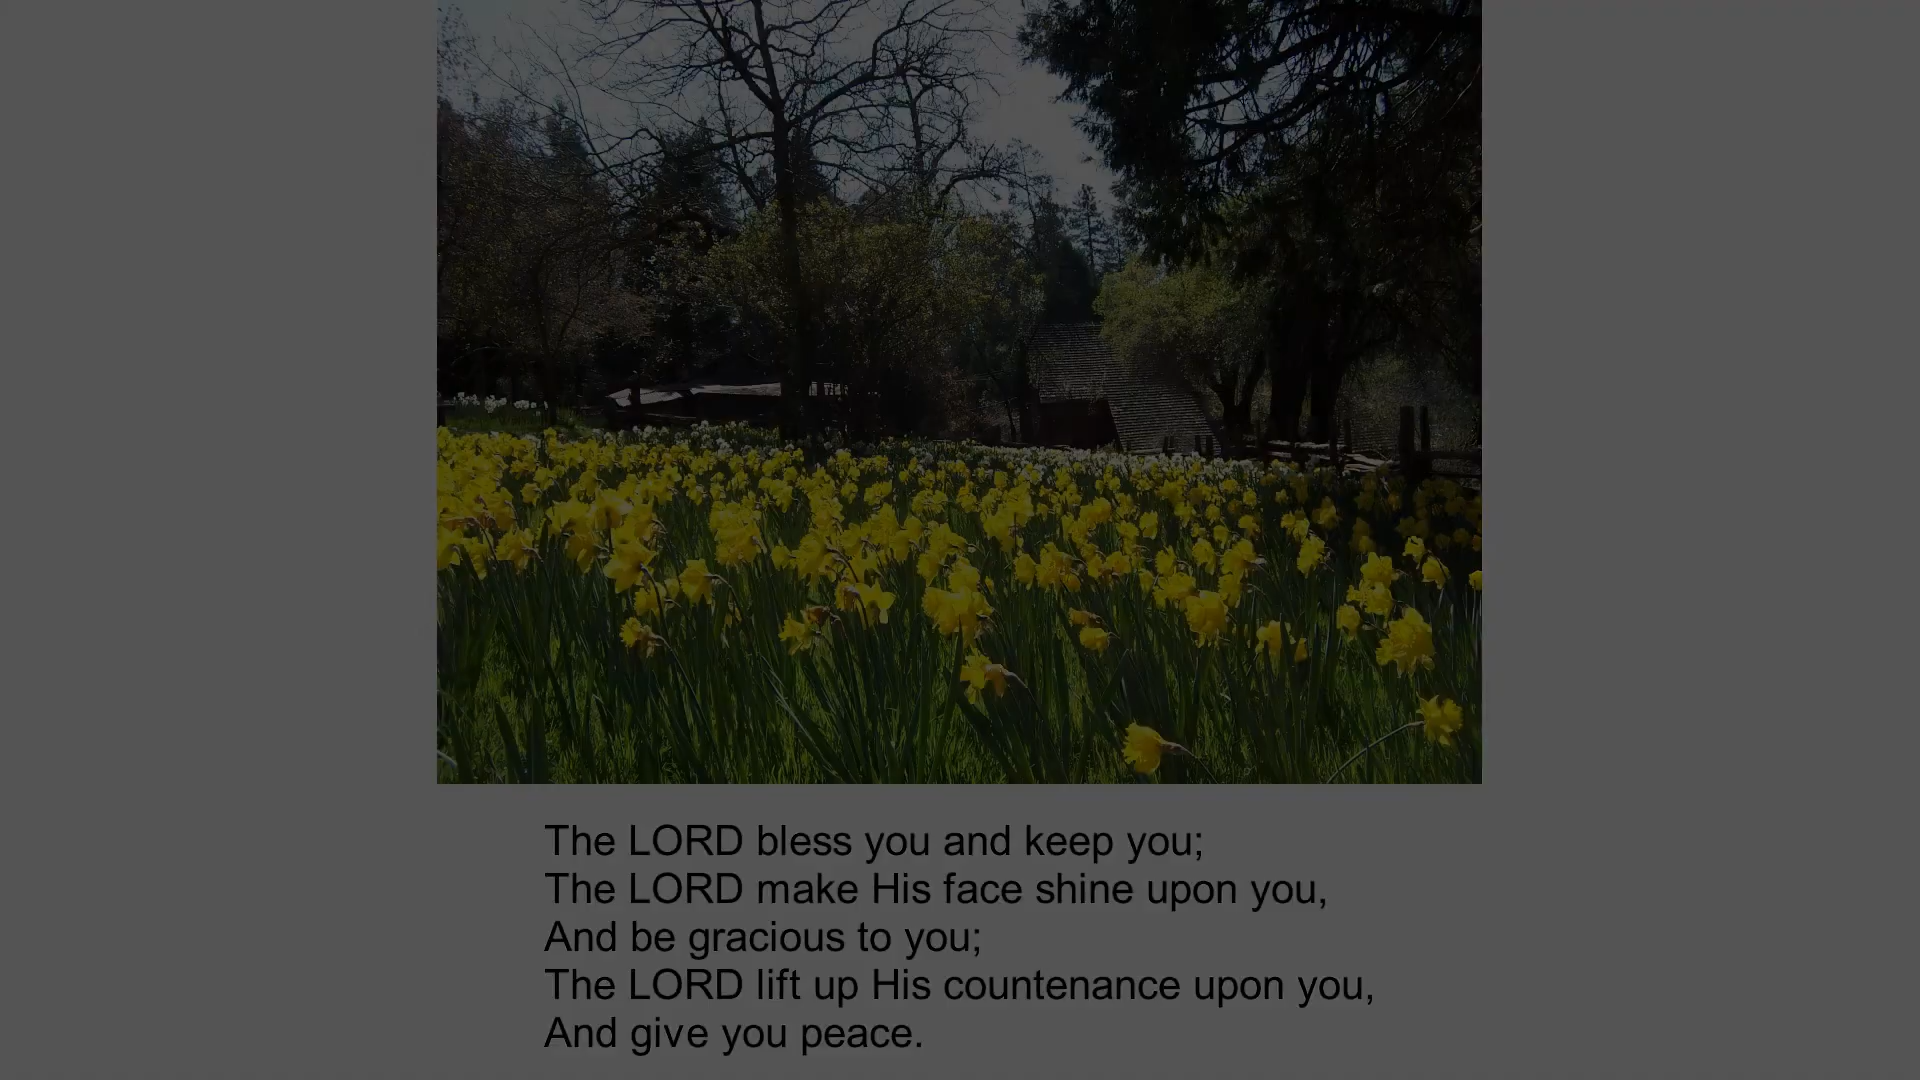 The LORD bless you and keep you;
The LORD make His face shine upon you,
And be gracious to you;
The LORD lift up His countenance upon you,
And give you peace.